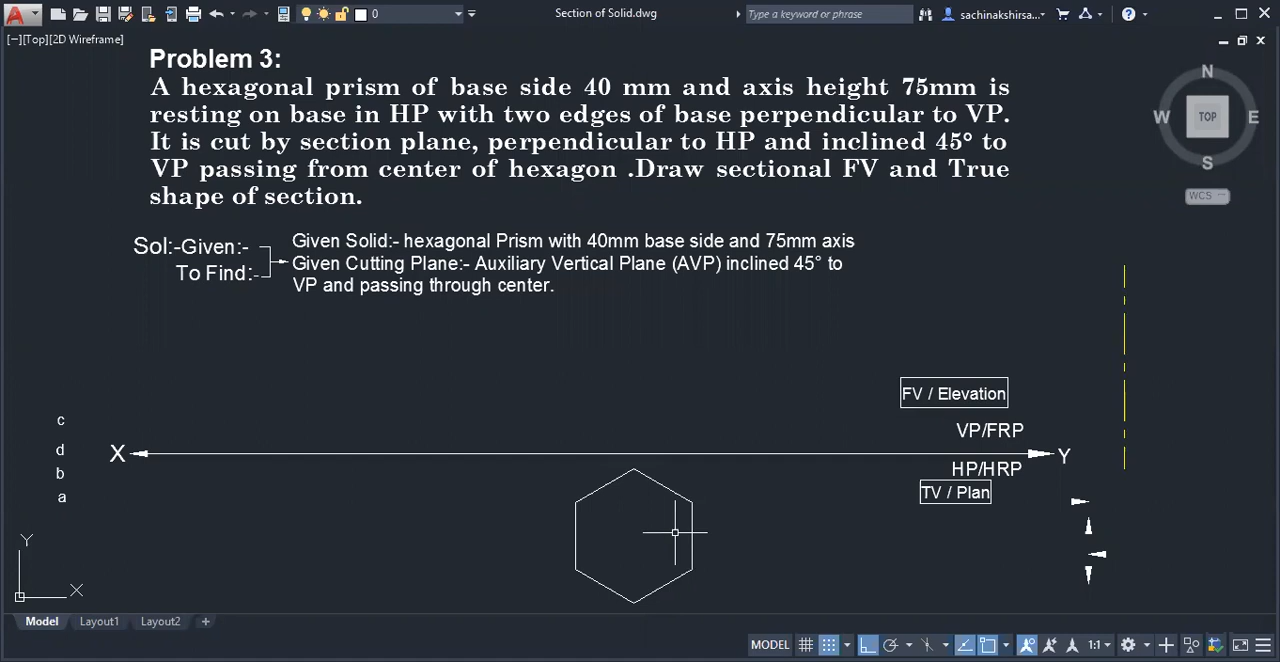 Section of Solid.dwg
Type a keyword or phrase
sachinakshirsa...
0
[−][Top][2D Wireframe]
Problem 3:
A hexagonal prism of base side 40 mm and axis height 75mm is
resting on base in HP with two edges of base perpendicular to VP.
It is cut by section plane, perpendicular to HP and inclined 45° to
VP passing from center of hexagon .Draw sectional FV and True
shape of section.
N
W
TOP
E
S
WCS
Sol:-Given:-
To Find:-
Given Solid:- hexagonal Prism with 40mm base side and 75mm axis
Given Cutting Plane:- Auxiliary Vertical Plane (AVP) inclined 45° to
VP and passing through center.
FV / Elevation
VP/FRP
c
d
b
a
X
Y
HP/HRP
TV / Plan
Y
X
Model
Layout1
Layout2
+
MODEL
1:1